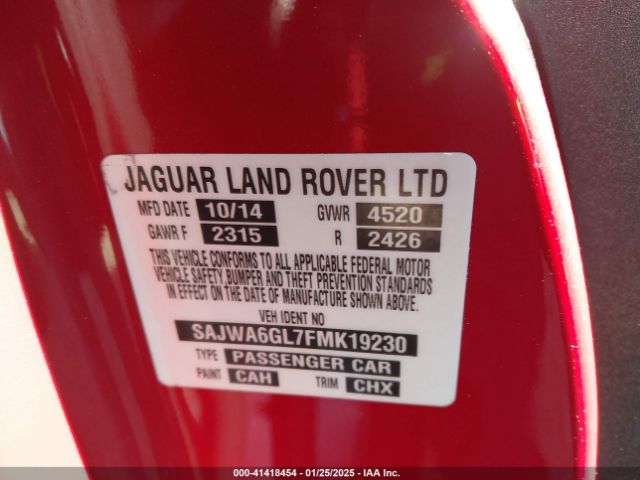 JAGUAR LAND ROVER LTD
MFD DATE 10/14 GVWR 4520
GAWR F 2315 R 2426
THIS VEHICLE CONFORMS TO ALL APPLICABLE FEDERAL MOTOR
VEHICLE SAFETY BUMPER AND THEFT PREVENTION STANDARDS
IN EFFECT ON THE DATE OF MANUFACTURE SHOWN ABOVE.
VEH IDENT NO
SAJWA6GL7FMK19230
TYPE PASSENGER CAR
PAINT CAH TRIM CHX
000-41418454 - 01/25/2025 - IAA Inc.